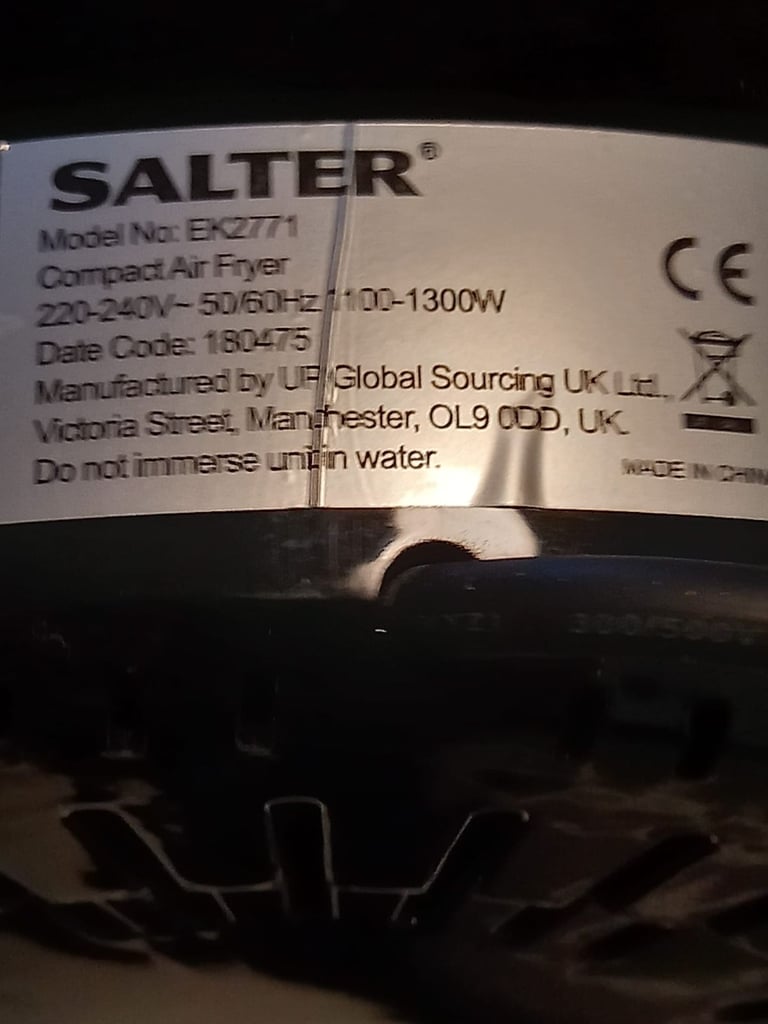 SALTER®
Model No: EK2771
Compact Air Fryer
220-240V~ 50/60Hz 1100-1300W
Date Code: 180475
Manufactured by UP Global Sourcing UK Ltd.,
Victoria Street, Manchester, OL9 0DD, UK.
Do not immerse unit in water.
CE
MADE IN CHINA
300/500V